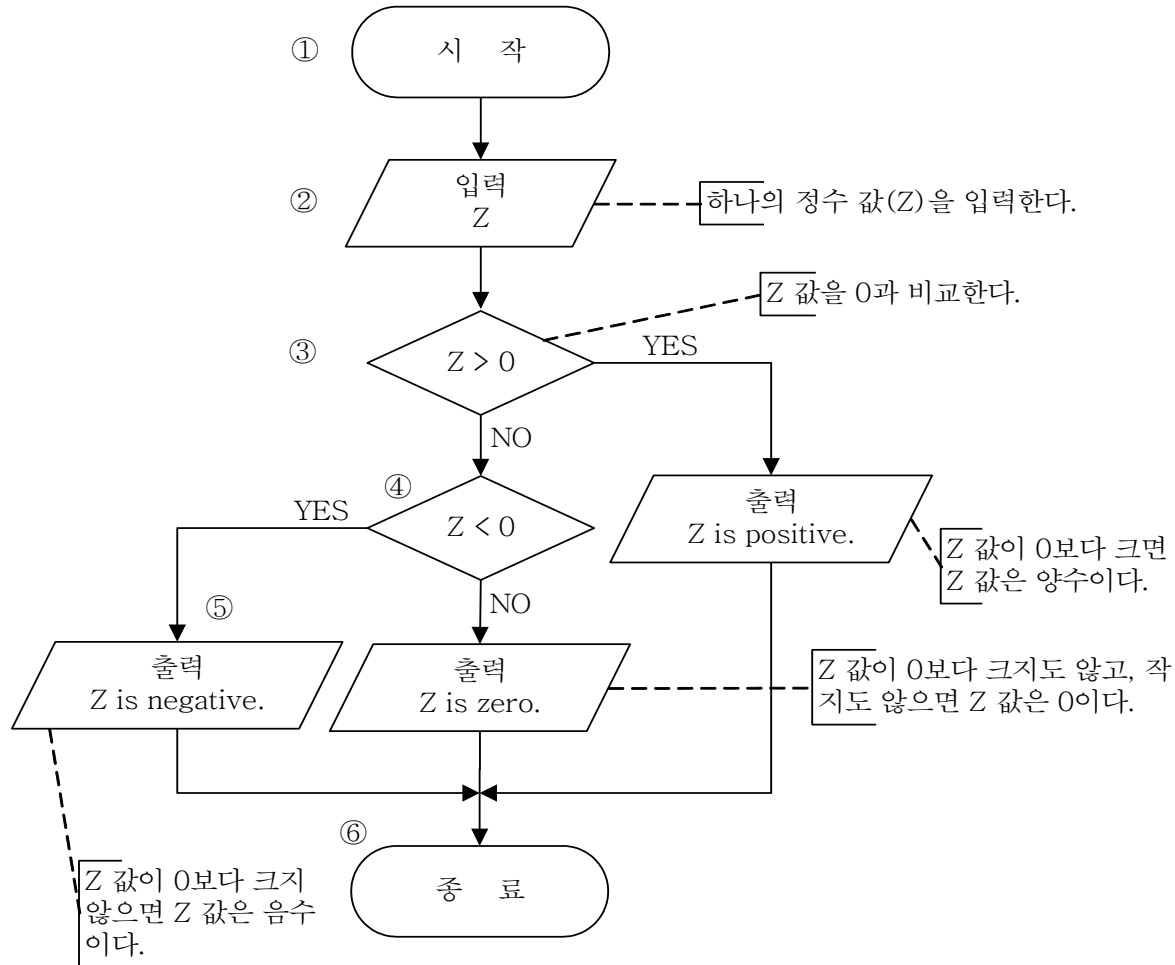 ①
시 작
②
입력
Z
하나의 정수 값(Z)을 입력한다.
Z 값을 0과 비교한다.
③
Z > 0
YES
NO
④
YES
Z < 0
출력
Z is positive.
Z 값이 0보다 크면
Z 값은 양수이다.
NO
⑤
출력
Z is negative.
출력
Z is zero.
Z 값이 0보다 크지도 않고, 작
지도 않으면 Z 값은 0이다.
⑥
종 료
Z 값이 0보다 크지
않으면 Z 값은 음수
이다.